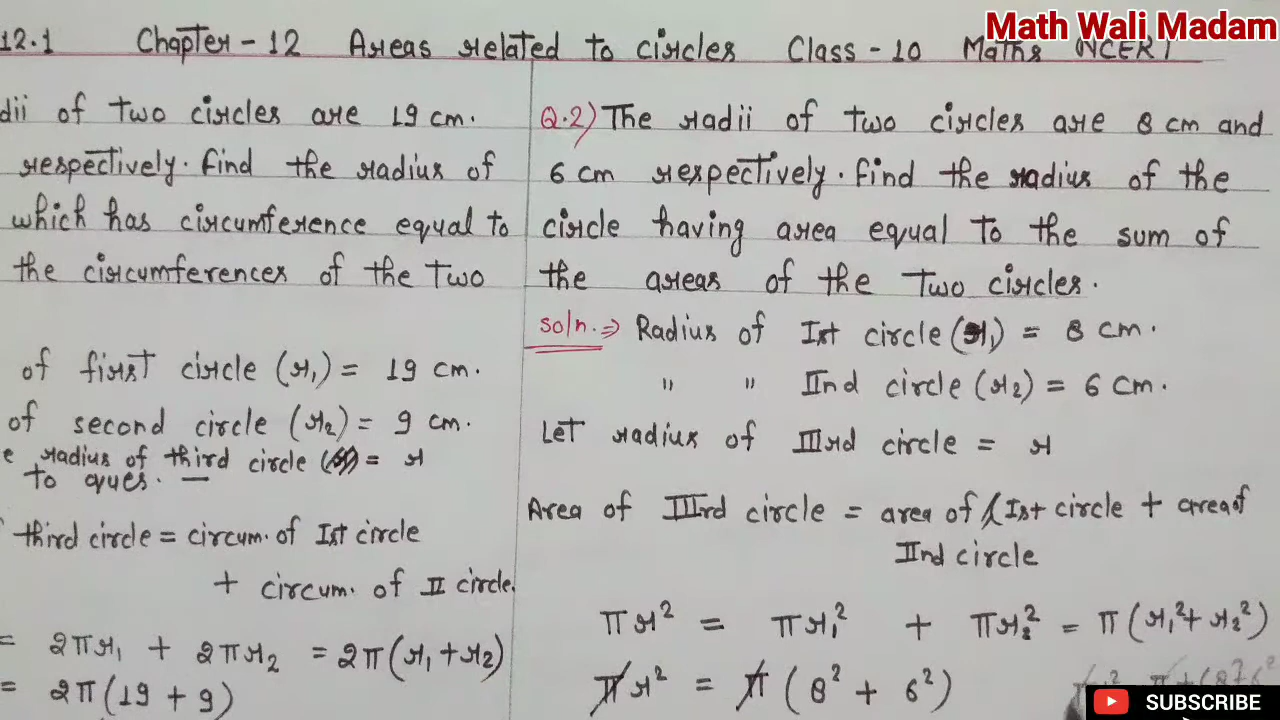 Math Wali Madam
12.1 Chapter - 12 Areas related to circles Class - 10 Maths NCERT
dii of two circles are 19 cm.
respectively. Find the radius of
which has circumference equal to
the circumferences of the two
of first circle (r₁) = 19 cm.
of second circle (r₂) = 9 cm.
e radius of third circle = r
to ques. —
third circle = circum. of Ist circle
+ circum. of II circle.
= 2πr₁ + 2πr₂ = 2π(r₁+r₂)
= 2π(19 + 9)
Q.2) The radii of two circles are 8 cm and
6 cm respectively. Find the radius of the
circle having area equal to the sum of
the areas of the two circles.
Soln. ⇒ Radius of Ist circle (r₁) = 8 cm.
" " IInd circle (r₂) = 6 cm.
Let radius of IIIrd circle = r
Area of IIIrd circle = area of Ist circle + area of
IInd circle
πr² = πr₁² + πr₂² = π(r₁²+r₂²)
πr² = π(8² + 6²)
SUBSCRIBE